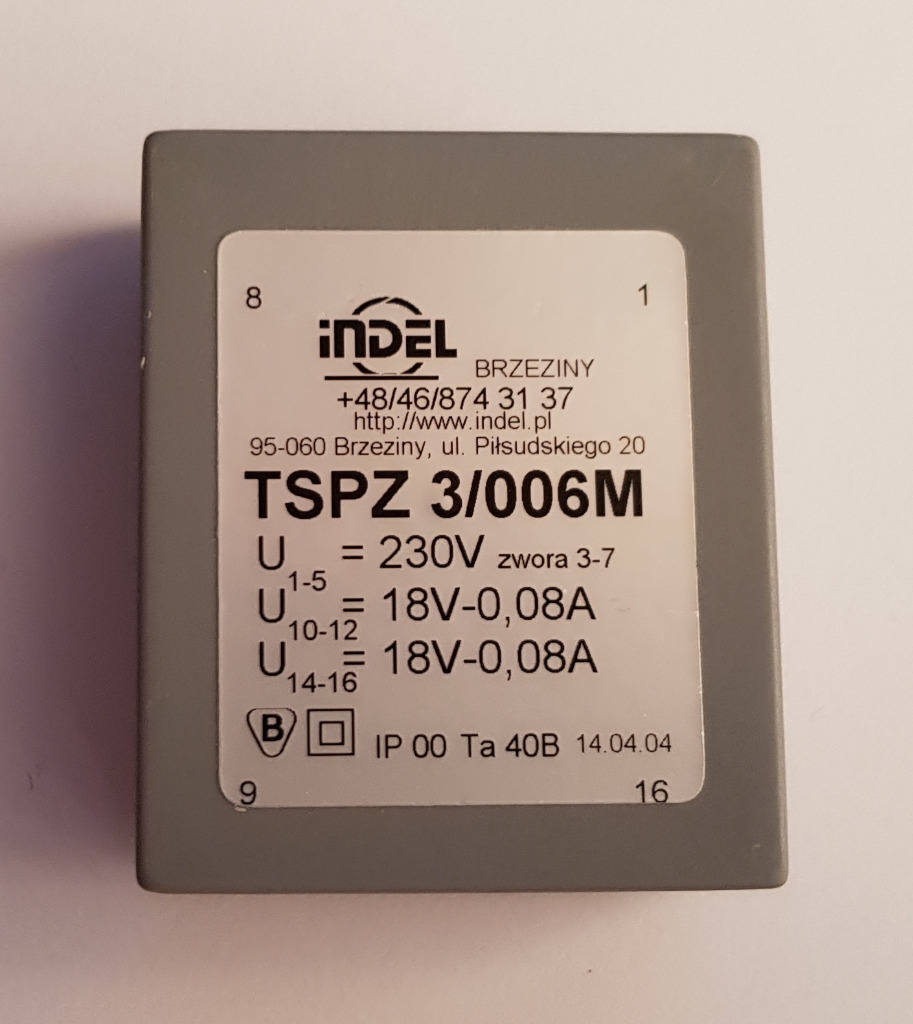 8 1
iNDEL BRZEZINY
+48/46/874 31 37
http://www.indel.pl
95-060 Brzeziny, ul. Piłsudskiego 20
TSPZ 3/006M
U1-5 = 230V zwora 3-7
U10-12 = 18V-0,08A
U14-16 = 18V-0,08A
B IP 00 Ta 40B 14.04.04
9 16